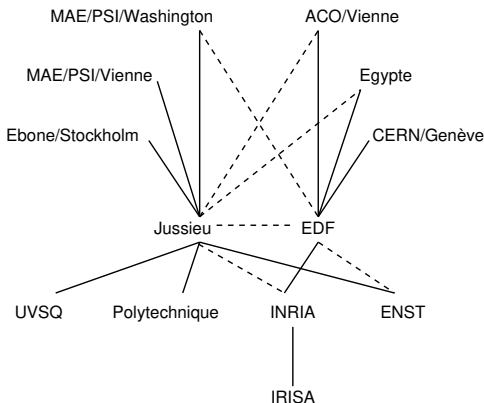 MAE/PSI/Washington ACO/Vienne
MAE/PSI/Vienne Egypte
Ebone/Stockholm CERN/Genève
Jussieu EDF
UVSQ Polytechnique INRIA ENST
IRISA